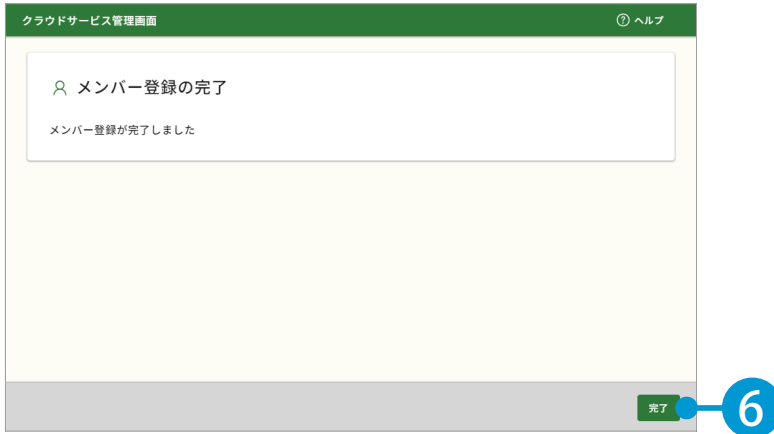 クラウドサービス管理画面
? ヘルプ
メンバー登録の完了
メンバー登録が完了しました
完了
6